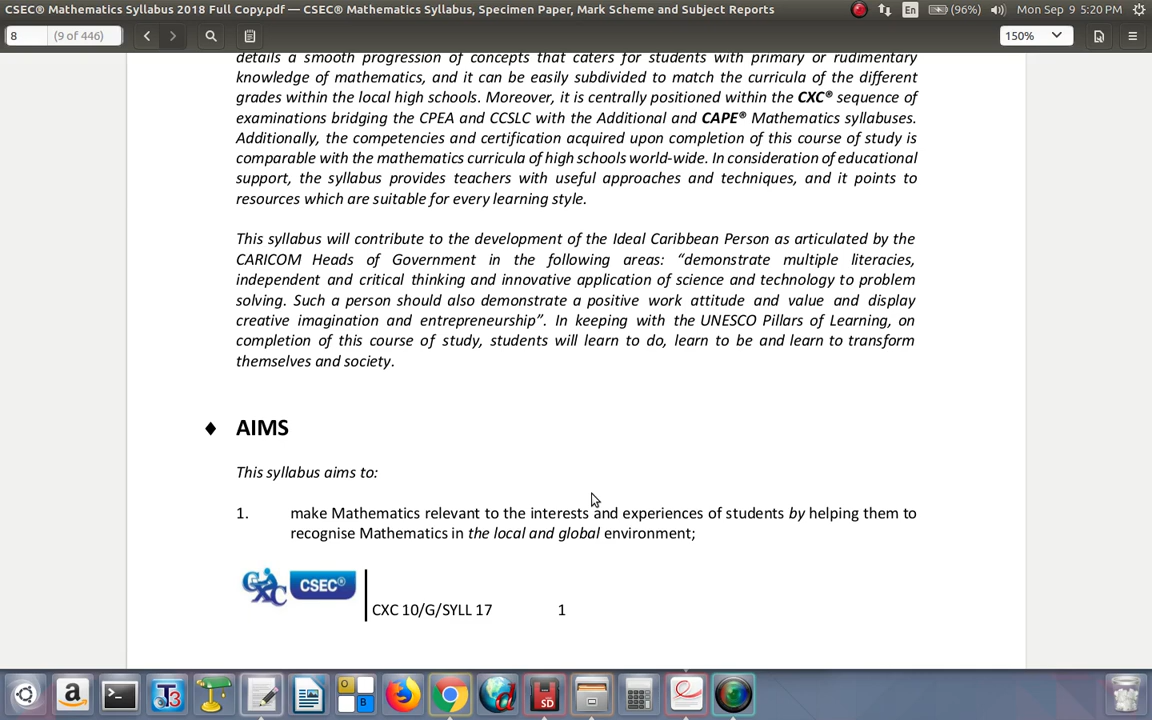 CSEC® Mathematics Syllabus 2018 Full Copy.pdf — CSEC® Mathematics Syllabus, Specimen Paper, Mark Scheme and Subject Reports
En (96%) Mon Sep 9 5:20 PM
8 (9 of 446) 150%
details a smooth progression of concepts that caters for students with primary or rudimentary
knowledge of mathematics, and it can be easily subdivided to match the curricula of the different
grades within the local high schools. Moreover, it is centrally positioned within the CXC® sequence of
examinations bridging the CPEA and CCSLC with the Additional and CAPE® Mathematics syllabuses.
Additionally, the competencies and certification acquired upon completion of this course of study is
comparable with the mathematics curricula of high schools world-wide. In consideration of educational
support, the syllabus provides teachers with useful approaches and techniques, and it points to
resources which are suitable for every learning style.
This syllabus will contribute to the development of the Ideal Caribbean Person as articulated by the
CARICOM Heads of Government in the following areas: “demonstrate multiple literacies,
independent and critical thinking and innovative application of science and technology to problem
solving. Such a person should also demonstrate a positive work attitude and value and display
creative imagination and entrepreneurship”. In keeping with the UNESCO Pillars of Learning, on
completion of this course of study, students will learn to do, learn to be and learn to transform
themselves and society.
♦ AIMS
This syllabus aims to:
1. make Mathematics relevant to the interests and experiences of students by helping them to
recognise Mathematics in the local and global environment;
CXC CSEC®
CXC 10/G/SYLL 17 1
a T3 O B d SD